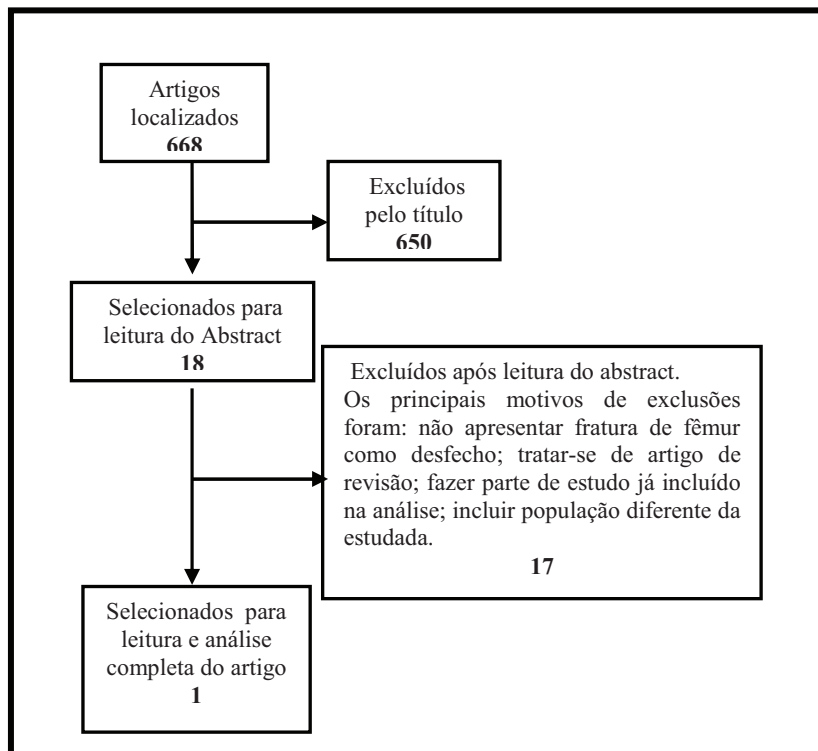 Artigos
localizados
668
Excluídos
pelo título
650
Selecionados para
leitura do Abstract
18
Excluídos após leitura do abstract.
Os principais motivos de exclusões
foram: não apresentar fratura de fêmur
como desfecho; tratar-se de artigo de
revisão; fazer parte de estudo já incluído
na análise; incluir população diferente da
estudada.
17
Selecionados para
leitura e análise
completa do artigo
1